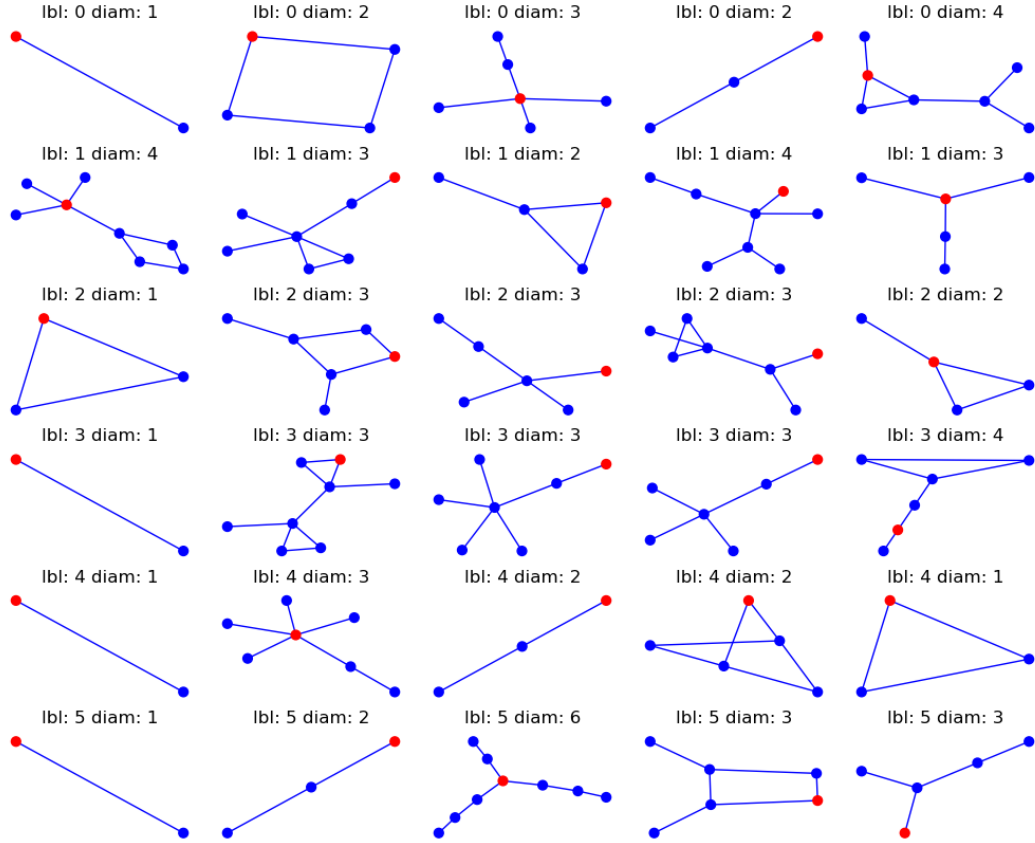 lbl: 0 diam: 1
lbl: 0 diam: 2
lbl: 0 diam: 3
lbl: 0 diam: 2
lbl: 0 diam: 4
lbl: 1 diam: 4
lbl: 1 diam: 3
lbl: 1 diam: 2
lbl: 1 diam: 4
lbl: 1 diam: 3
lbl: 2 diam: 1
lbl: 2 diam: 3
lbl: 2 diam: 3
lbl: 2 diam: 3
lbl: 2 diam: 2
lbl: 3 diam: 1
lbl: 3 diam: 3
lbl: 3 diam: 3
lbl: 3 diam: 3
lbl: 3 diam: 4
lbl: 4 diam: 1
lbl: 4 diam: 3
lbl: 4 diam: 2
lbl: 4 diam: 2
lbl: 4 diam: 1
lbl: 5 diam: 1
lbl: 5 diam: 2
lbl: 5 diam: 6
lbl: 5 diam: 3
lbl: 5 diam: 3